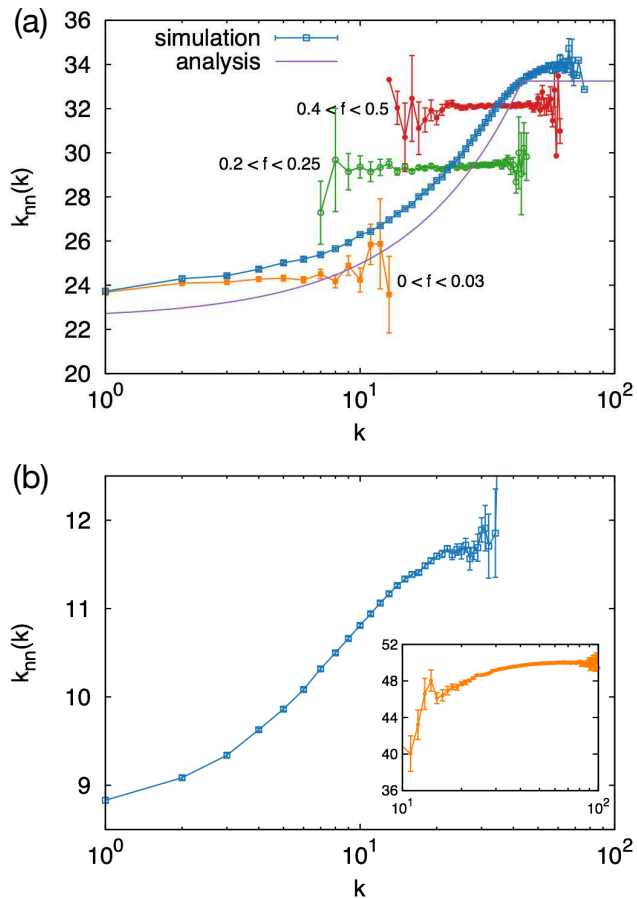 (a)
simulation
analysis
0.4 < f < 0.5
0.2 < f < 0.25
0 < f < 0.03
k_nn(k)
36
34
32
30
28
26
24
22
20
10^0
10^1
10^2
k
(b)
k_nn(k)
12
11
10
9
52
48
44
40
36
10^1
10^2
10^0
10^1
10^2
k